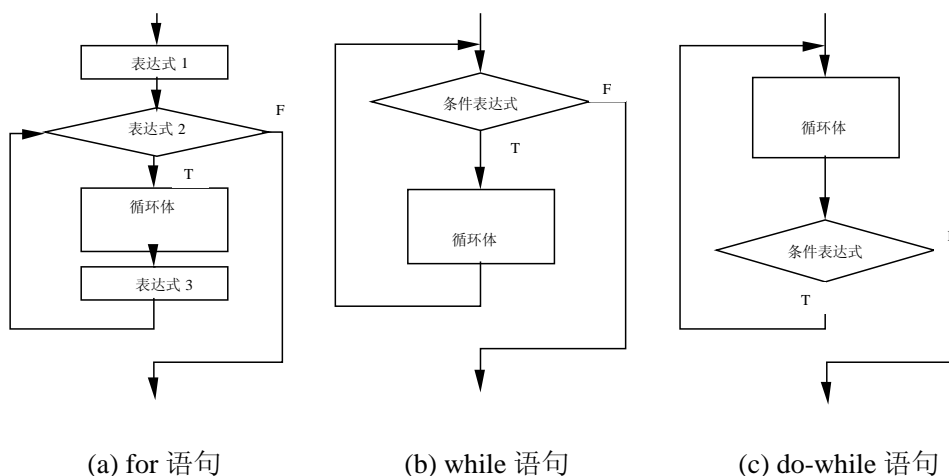 表达式 1
表达式 2
F
T
循环体
表达式 3
(a) for 语句
条件表达式
F
T
循环体
(b) while 语句
循环体
条件表达式
T
(c) do-while 语句